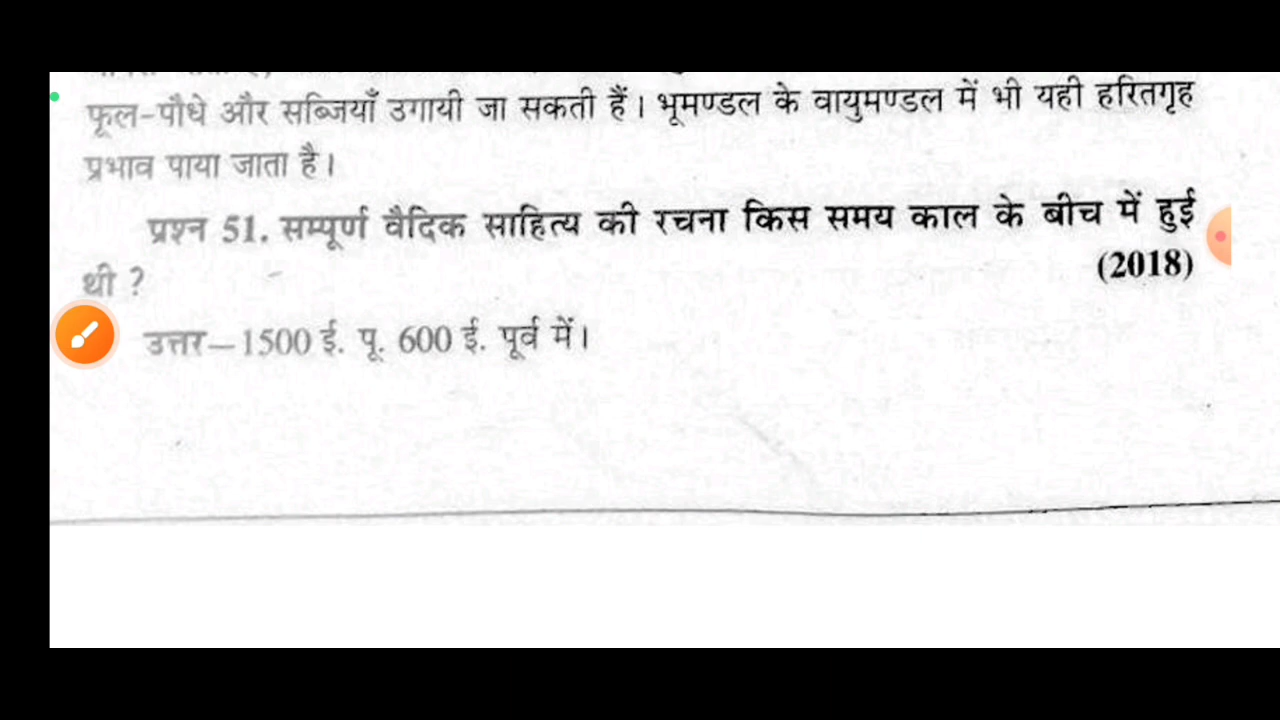 फूल-पौधे और सब्जियाँ उगायी जा सकती हैं। भूमण्डल के वायुमण्डल में भी यही हरितगृह
प्रभाव पाया जाता है।
प्रश्न 51. सम्पूर्ण वैदिक साहित्य की रचना किस समय काल के बीच में हुई
थी ? (2018)
उत्तर—1500 ई. पू. 600 ई. पूर्व में।